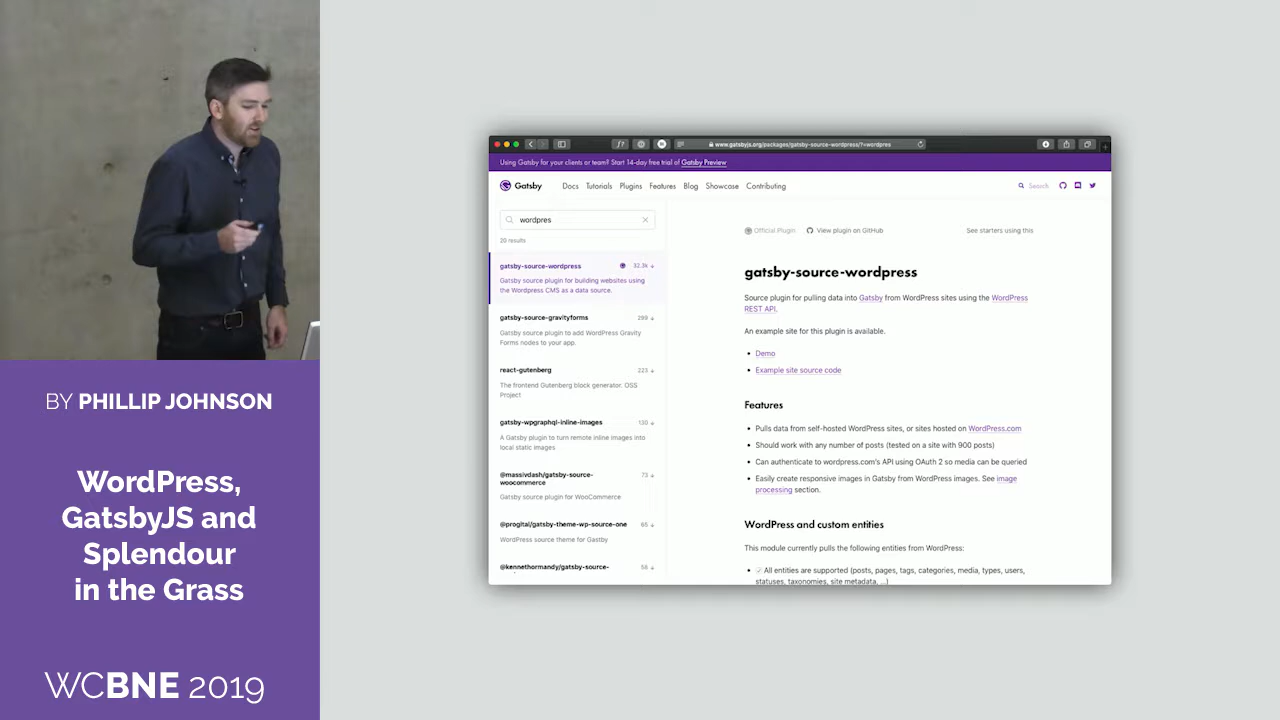 BY PHILLIP JOHNSON
WordPress,
GatsbyJS and
Splendour
in the Grass
WCBNE 2019
www.gatsbyjs.org/packages/gatsby-source-wordpress/?=wordpres
Using Gatsby for your clients or team? Start 14-day free trial of Gatsby Preview
Gatsby Docs Tutorials Plugins Features Blog Showcase Contributing Search
wordpres
20 results
gatsby-source-wordpress 32.3k
Gatsby source plugin for building websites using
the Wordpress CMS as a data source.
gatsby-source-gravityforms 299
Gatsby source plugin to add WordPress Gravity
Forms nodes to your app.
react-gutenberg 223
The frontend Gutenberg block generator. OSS
Project
gatsby-wpgraphql-inline-images 130
A Gatsby plugin to turn remote inline images into
local static images
@massivdash/gatsby-source-
woocommerce 73
Gatsby source plugin for WooCommerce
@progital/gatsby-theme-wp-source-one 65
WordPress source theme for Gastby
@kennethormandy/gatsby-source- 56
Official Plugin View plugin on GitHub See starters using this
gatsby-source-wordpress
Source plugin for pulling data into Gatsby from WordPress sites using the WordPress
REST API.
An example site for this plugin is available.
• Demo
• Example site source code
Features
• Pulls data from self-hosted WordPress sites, or sites hosted on WordPress.com
• Should work with any number of posts (tested on a site with 900 posts)
• Can authenticate to wordpress.com's API using OAuth 2 so media can be queried
• Easily create responsive images in Gatsby from WordPress images. See image
processing section.
WordPress and custom entities
This module currently pulls the following entities from WordPress:
• All entities are supported (posts, pages, tags, categories, media, types, users,
statuses, taxonomies, site metadata, ...)